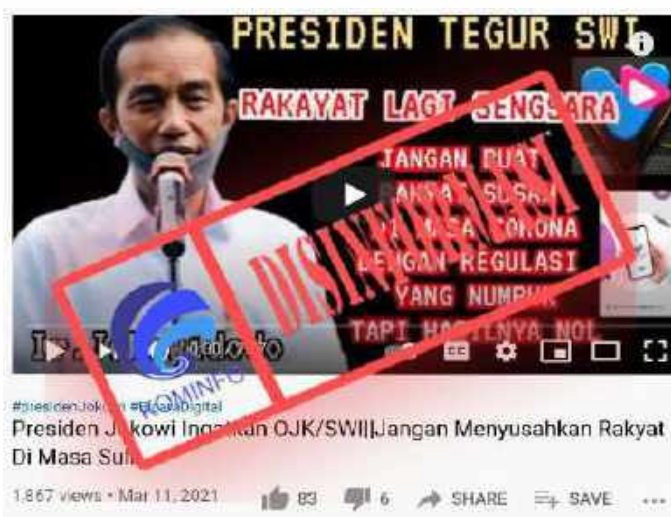 PRESIDEN TEGUR SWI
RAKAYAT LAGI SENGSARA
JANGAN BUAT
RAKYAT SUSAH
DI MASA CORONA
DENGAN REGULASI
YANG NUMPUK
TAPI HASILNYA NOL
DISINFORMASI
KOMINFO
#presidenJokowi #BicaraDigital
Presiden Jokowi Ingatkan OJK/SWI||Jangan Menyusahkan Rakyat
Di Masa Sulit
1,867 views • Mar 11, 2021
83
6
SHARE
SAVE